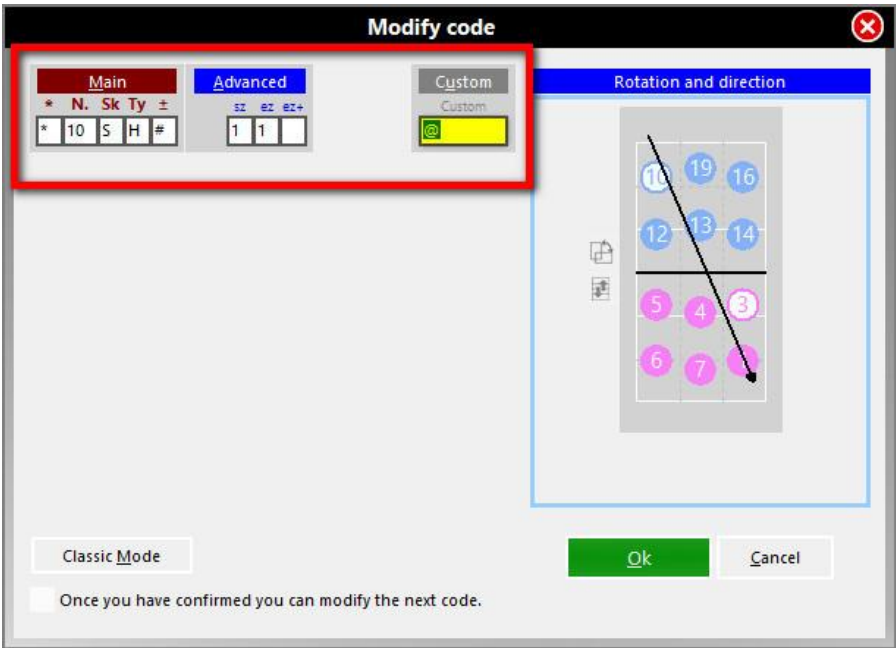 Modify code
Main Advanced Custom Rotation and direction
* N. Sk Ty ± sz ez ez+ Custom
* 10 S H # 1 1 @
10 19 16
12 13 14
5 4 3
6 7
Classic Mode Ok Cancel
Once you have confirmed you can modify the next code.